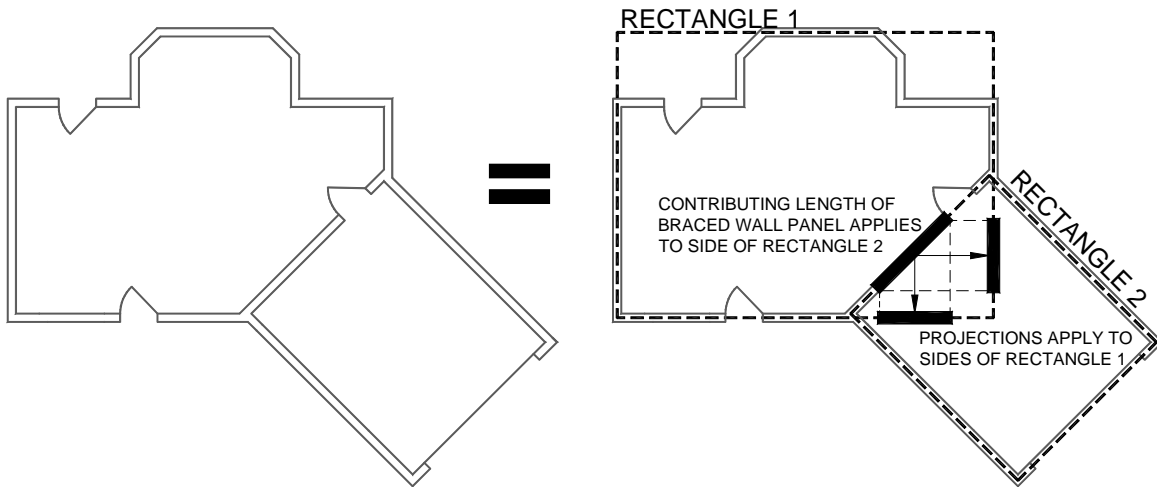 RECTANGLE 1
CONTRIBUTING LENGTH OF
BRACED WALL PANEL APPLIES
TO SIDE OF RECTANGLE 2
RECTANGLE 2
PROJECTIONS APPLY TO
SIDES OF RECTANGLE 1